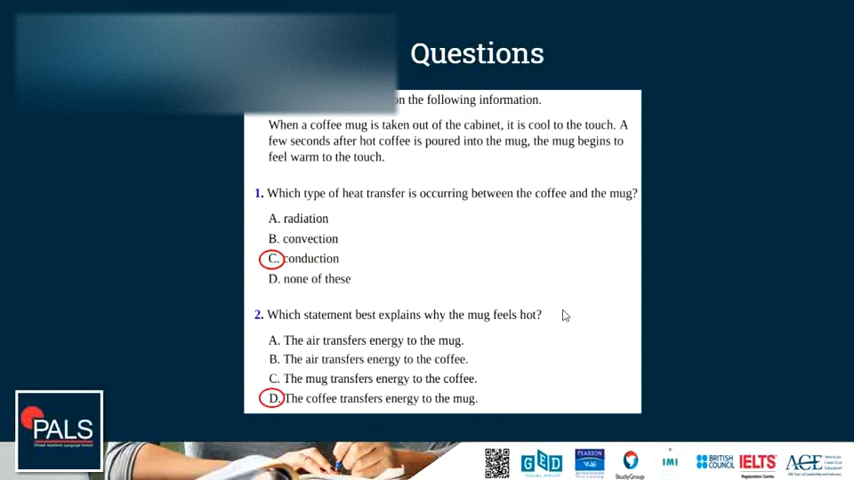 Questions
on the following information.
When a coffee mug is taken out of the cabinet, it is cool to the touch. A
few seconds after hot coffee is poured into the mug, the mug begins to
feel warm to the touch.
1. Which type of heat transfer is occurring between the coffee and the mug?
A. radiation
B. convection
C. conduction
D. none of these
2. Which statement best explains why the mug feels hot?
A. The air transfers energy to the mug.
B. The air transfers energy to the coffee.
C. The mug transfers energy to the coffee.
D. The coffee transfers energy to the mug.
PALS
GED
PEARSON
VUE
StudyGroup
IMI
BRITISH
COUNCIL
IELTS
ACE